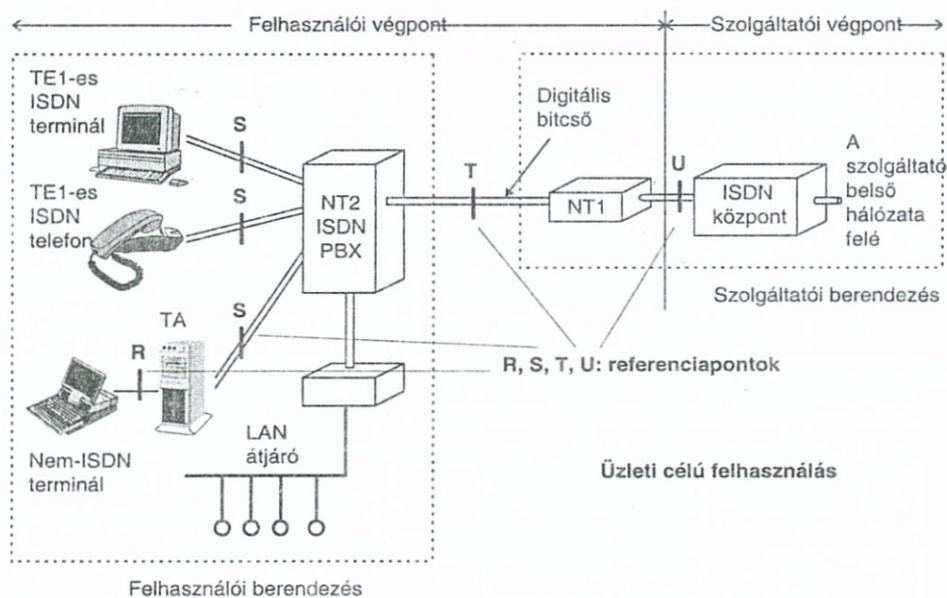 Felhasználói végpont
Szolgáltatói végpont
TE1-es
ISDN
terminál
S
TE1-es
ISDN
telefon
S
NT2
ISDN
PBX
T
Digitális
bitcső
NT1
U
ISDN
központ
A
szolgáltató
belső
hálózata
felé
Szolgáltatói berendezés
TA
S
R
R, S, T, U: referenciapontok
Nem-ISDN
terminál
LAN
átjáró
Üzleti célú felhasználás
Felhasználói berendezés